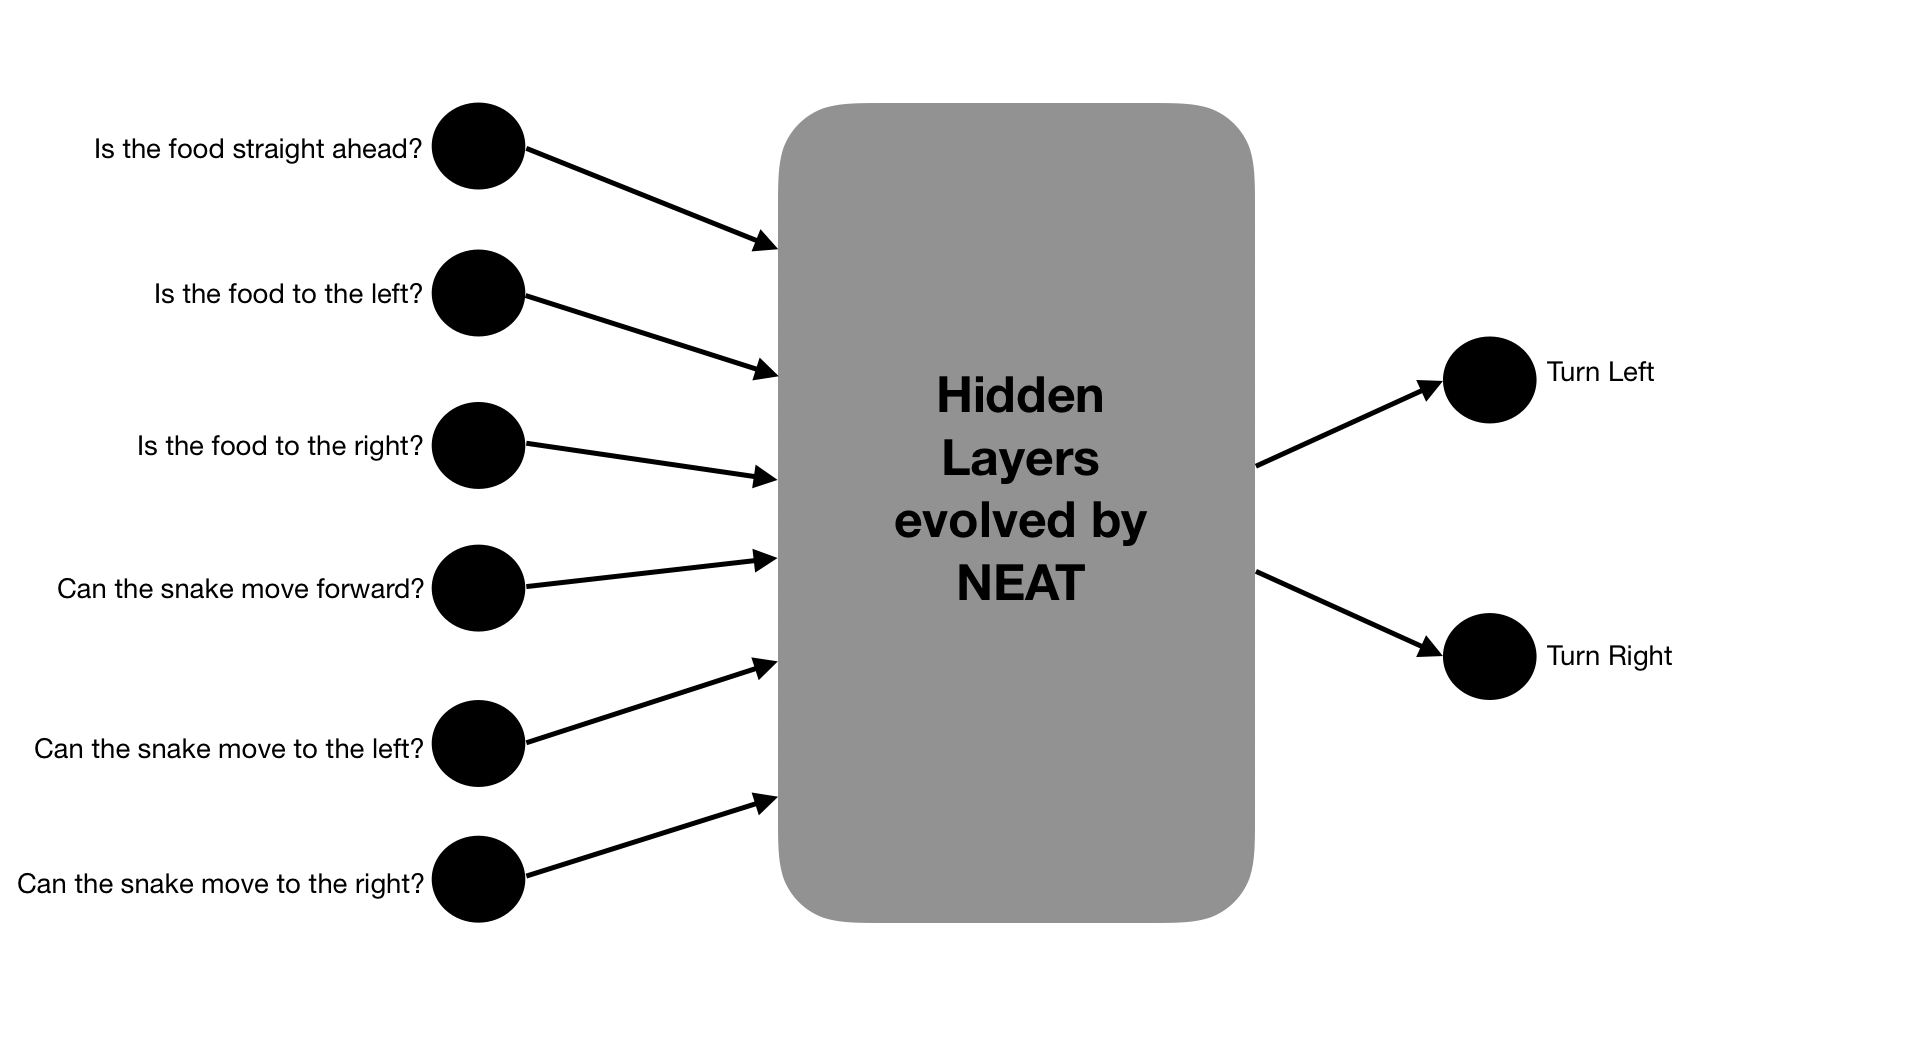 Is the food straight ahead?
Is the food to the left?
Is the food to the right?
Can the snake move forward?
Can the snake move to the left?
Can the snake move to the right?
Hidden
Layers
evolved by
NEAT
Turn Left
Turn Right